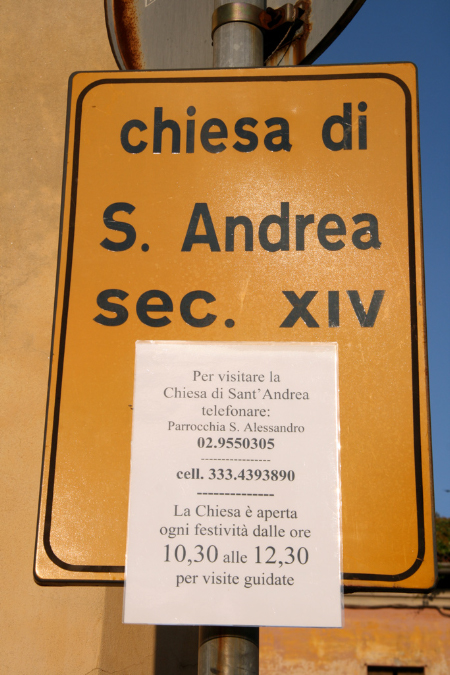 chiesa di
S. Andrea
sec. XIV
Per visitare la
Chiesa di Sant'Andrea
telefonare:
Parrocchia S. Alessandro
02.9550305
----------------
cell. 333.4393890
--------------
La Chiesa è aperta
ogni festività dalle ore
10,30 alle 12,30
per visite guidate